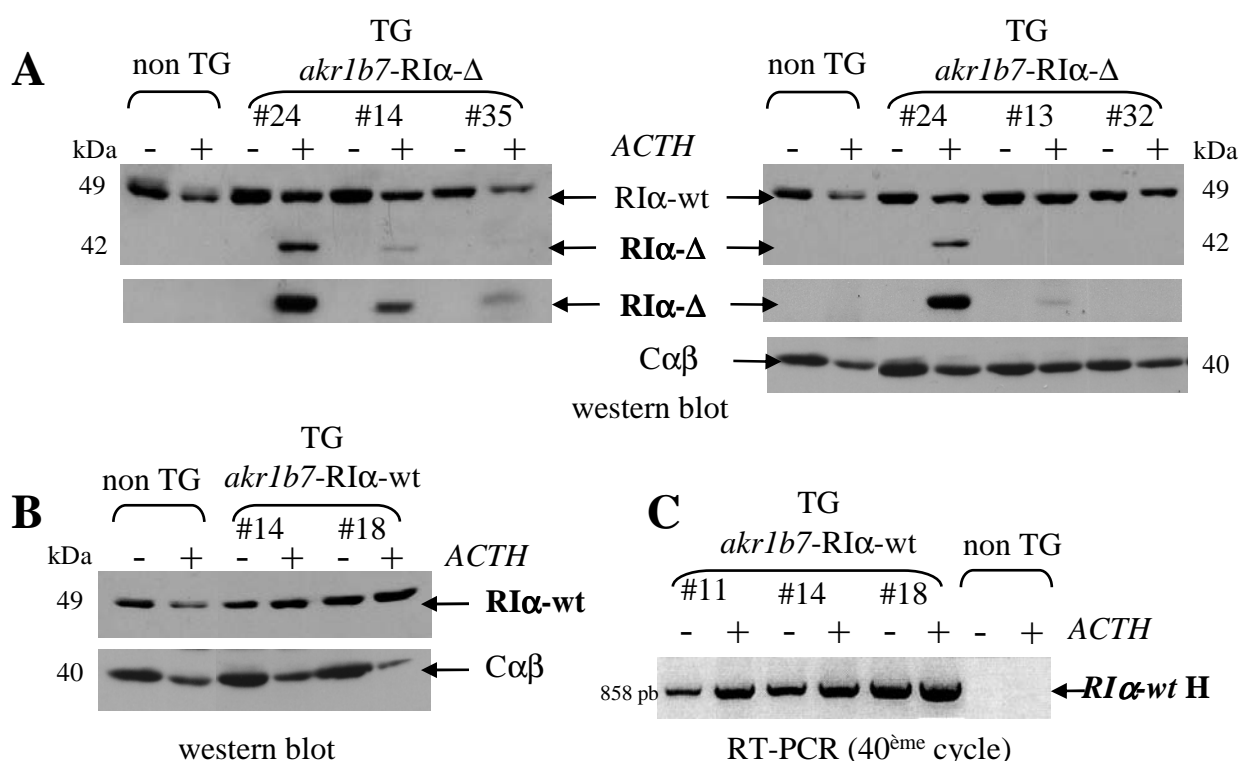 A
non TG
TG
akr1b7-RIα-Δ
#24 #14 #35
- + - + - + ACTH
kDa
49
42
non TG
TG
akr1b7-RIα-Δ
#24 #13 #32
- + - + - +  - +
kDa
49
42
40
RIα-wt
RIα-Δ
RIα-Δ
Cαβ
western blot
B
non TG
TG
akr1b7-RIα-wt
#14 #18
kDa
- + - + - + ACTH
49
RIα-wt
40
Cαβ
western blot
C
TG
akr1b7-RIα-wt
non TG
#11 #14 #18
- + - + - + - + ACTH
858 pb
RIα-wt H
RT-PCR (40ème cycle)